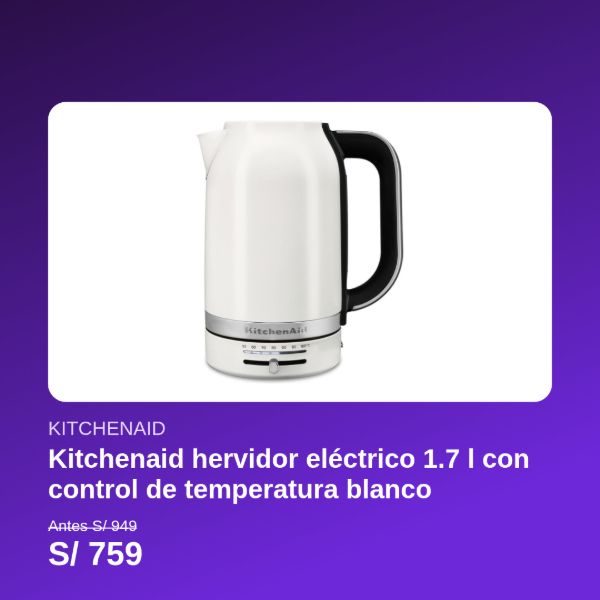 KitchenAid
KITCHENAID
Kitchenaid hervidor eléctrico 1.7 l con
control de temperatura blanco
Antes S/ 949
S/ 759